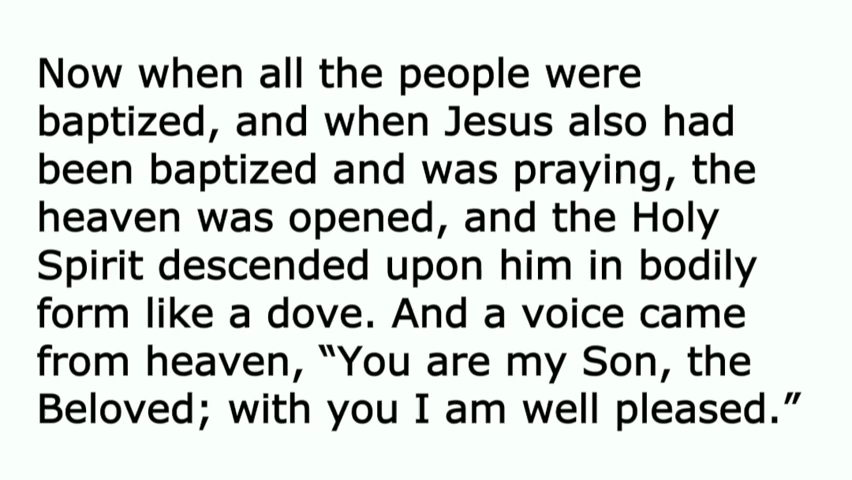 Now when all the people were
baptized, and when Jesus also had
been baptized and was praying, the
heaven was opened, and the Holy
Spirit descended upon him in bodily
form like a dove. And a voice came
from heaven, “You are my Son, the
Beloved; with you I am well pleased.”